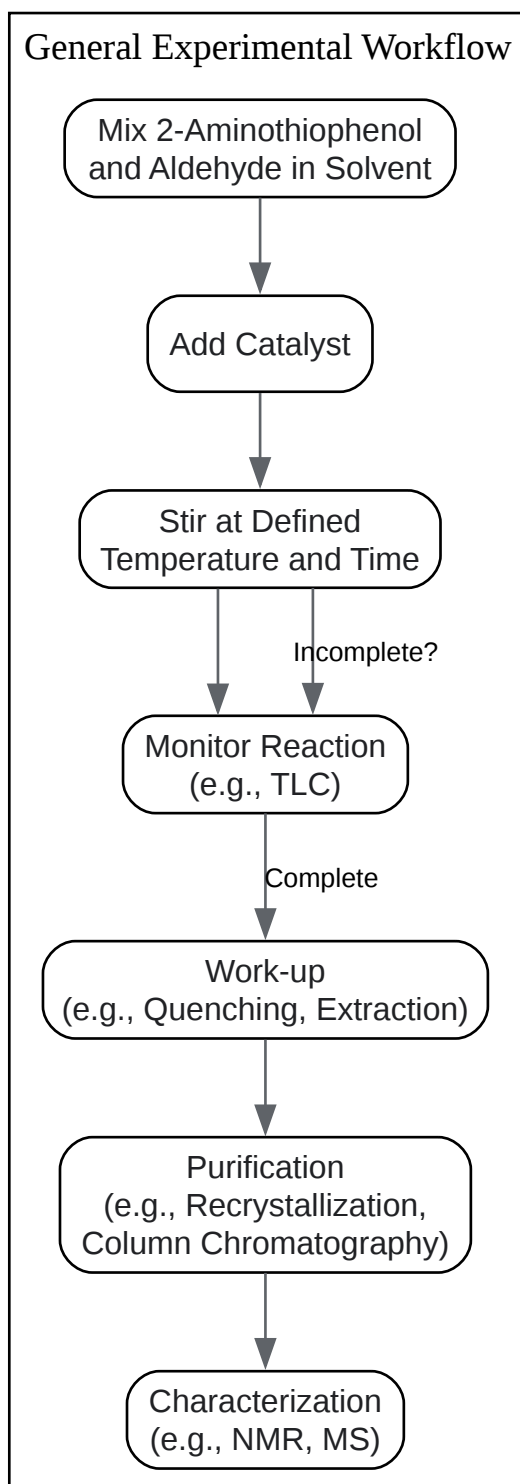 General Experimental Workflow
Mix 2-Aminothiophenol
and Aldehyde in Solvent
Add Catalyst
Stir at Defined
Temperature and Time
Incomplete?
Monitor Reaction
(e.g., TLC)
Complete
Work-up
(e.g., Quenching, Extraction)
Purification
(e.g., Recrystallization,
Column Chromatography)
Characterization
(e.g., NMR, MS)